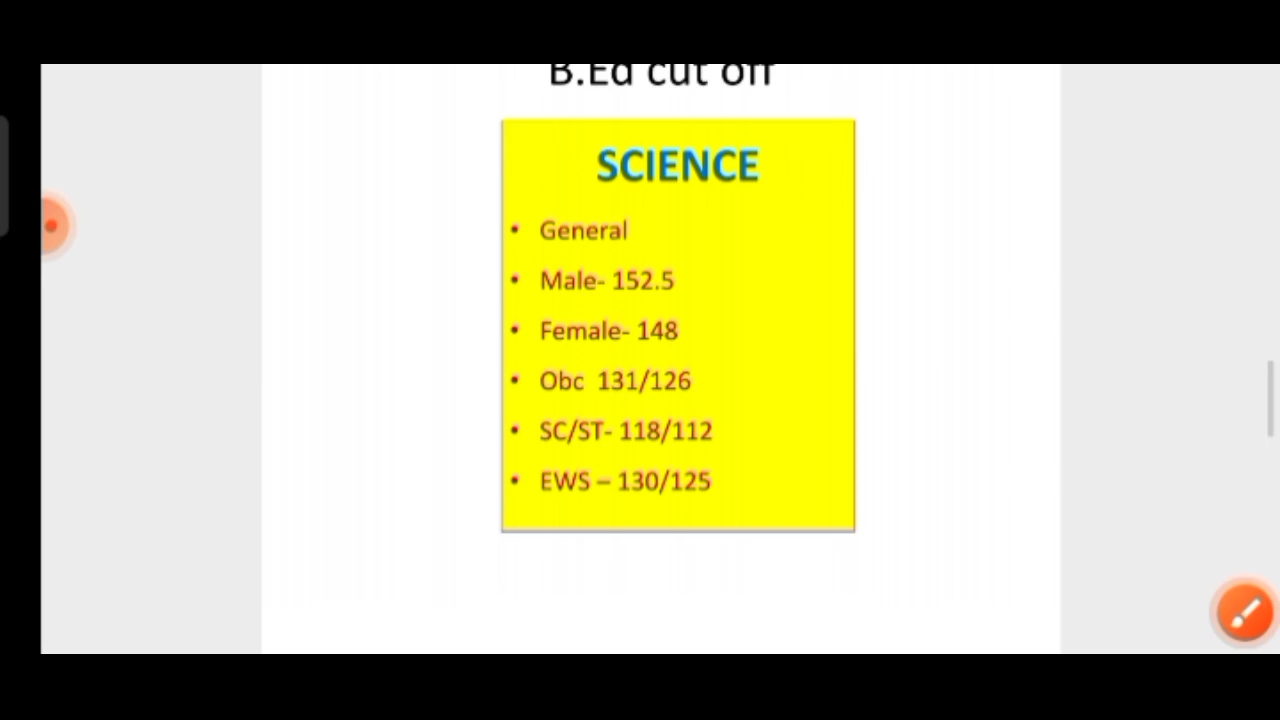 B.Ed cut off
SCIENCE
• General
• Male- 152.5
• Female- 148
• Obc 131/126
• SC/ST- 118/112
• EWS – 130/125